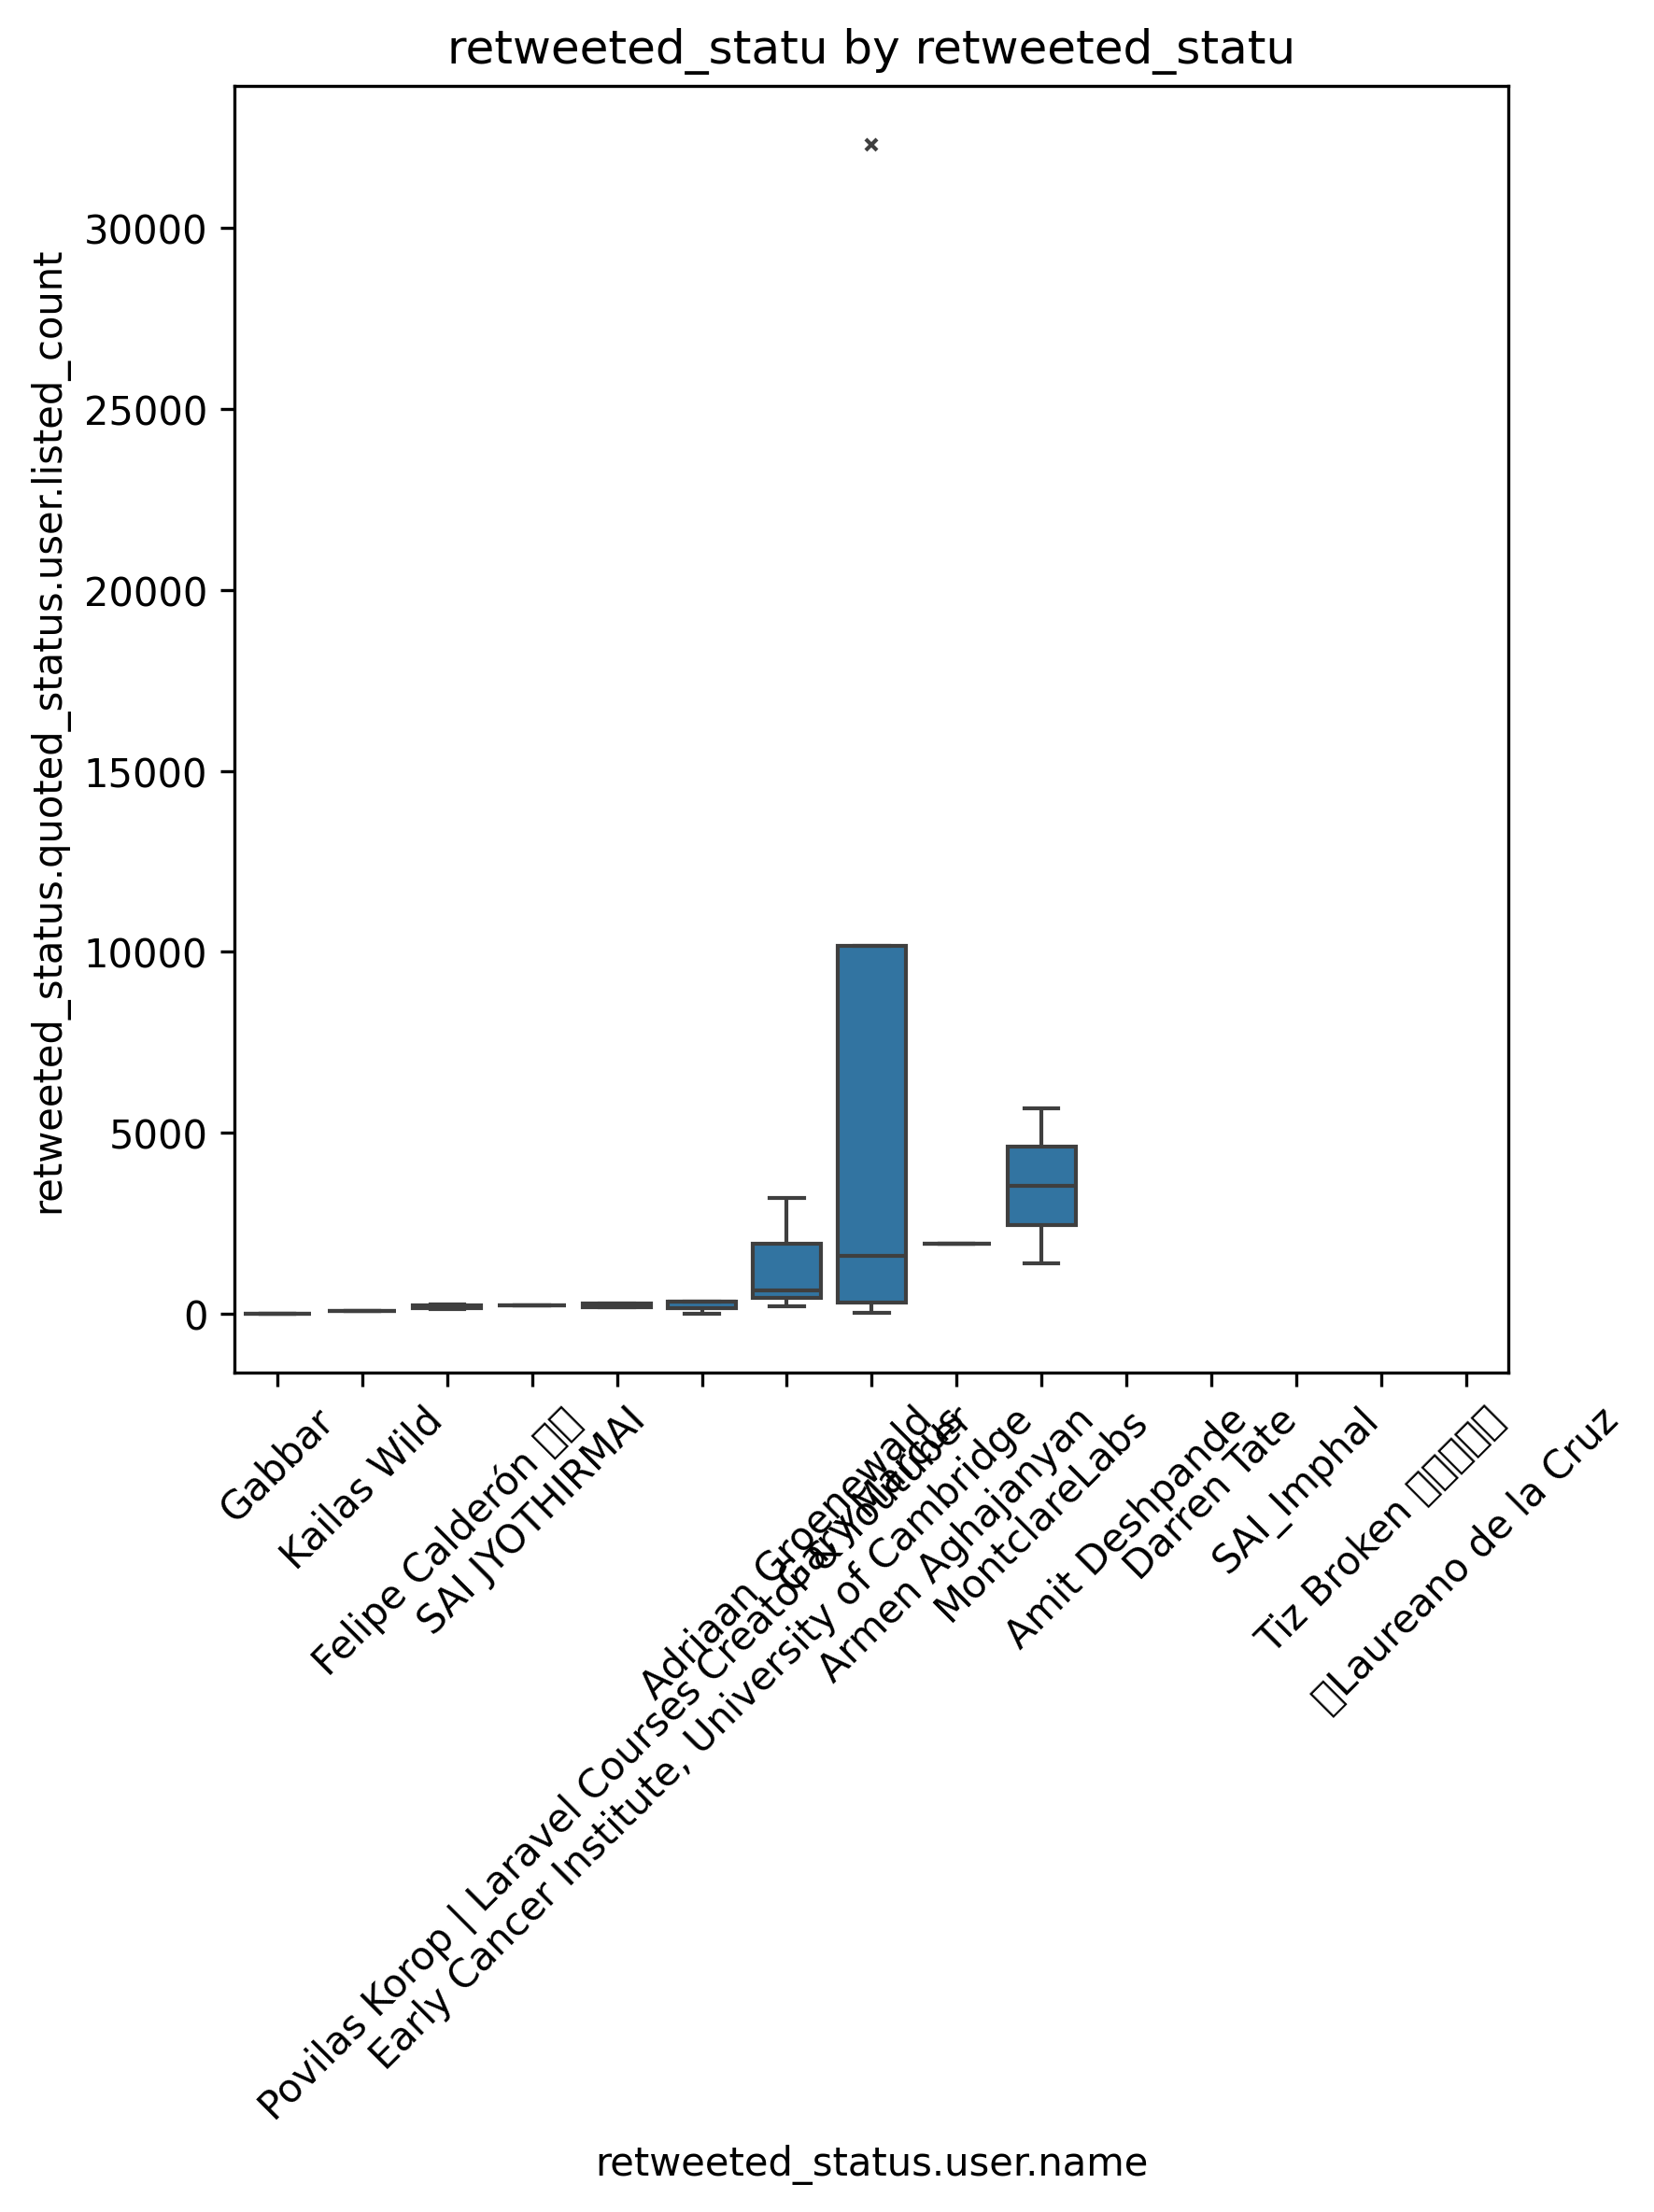 retweeted_statu by retweeted_statu
retweeted_status.quoted_status.user.listed_count
30000
25000
20000
15000
10000
5000
0
Gabbar
Kailas Wild
Felipe Calderón
SAI JYOTHIRMAI
Povilas Korop | Laravel Courses Creator & Youtuber
Early Cancer Institute, University of Cambridge
Adriaan Groenewald
Gary Marcus
Armen Aghajanyan
MontclareLabs
Amit Deshpande
Darren Tate
SAI_Imphal
Tiz Broken
Laureano de la Cruz
retweeted_status.user.name